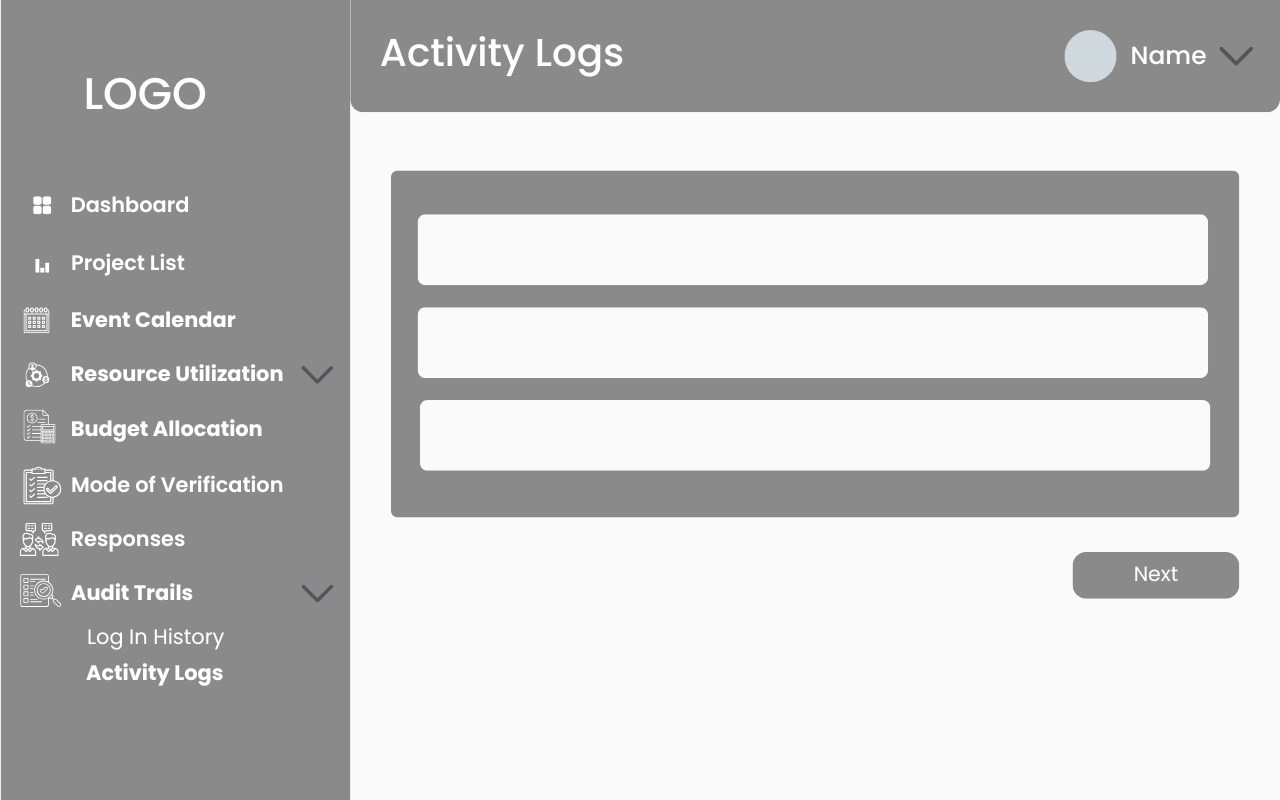 LOGO
Dashboard
Project List
Event Calendar
Resource Utilization
Budget Allocation
Mode of Verification
Responses
Audit Trails
Log In History
Activity Logs
Activity Logs
Name
Next